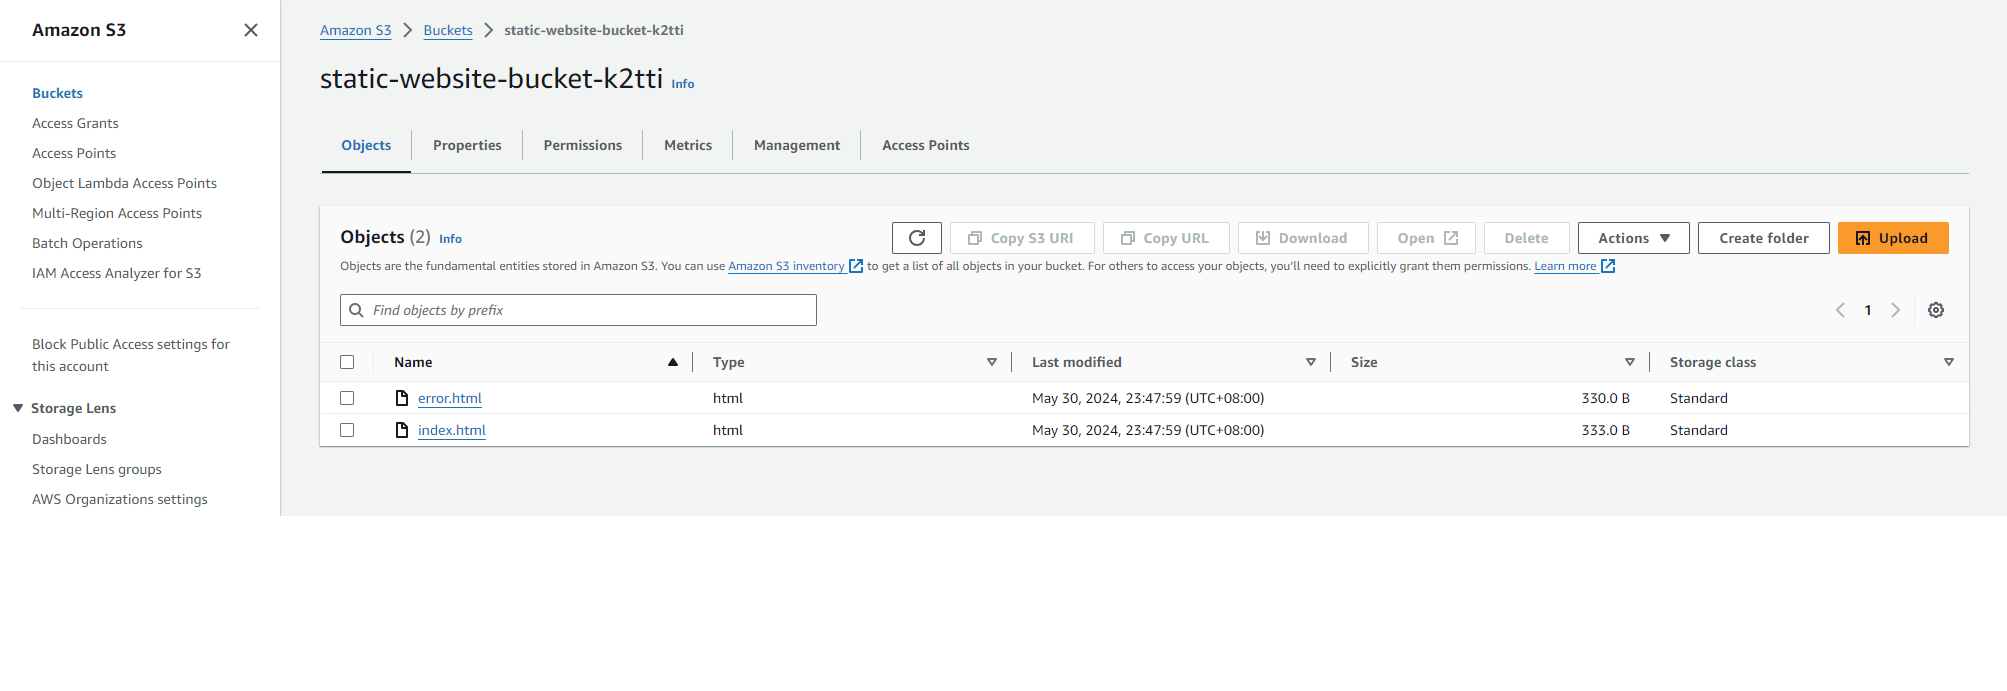 Amazon S3
Buckets
Access Grants
Access Points
Object Lambda Access Points
Multi-Region Access Points
Batch Operations
IAM Access Analyzer for S3
Block Public Access settings for
this account
Storage Lens
Dashboards
Storage Lens groups
AWS Organizations settings
Amazon S3 Buckets static-website-bucket-k2tti
static-website-bucket-k2tti Info
Objects Properties Permissions Metrics Management Access Points
Objects (2) Info Copy S3 URI Copy URL Download Open Delete Actions Create folder Upload
Objects are the fundamental entities stored in Amazon S3. You can use Amazon S3 inventory to get a list of all objects in your bucket. For others to access your objects, you'll need to explicitly grant them permissions. Learn more
Find objects by prefix 1
Name Type Last modified Size Storage class
error.html html May 30, 2024, 23:47:59 (UTC+08:00) 330.0 B Standard
index.html html May 30, 2024, 23:47:59 (UTC+08:00) 333.0 B Standard